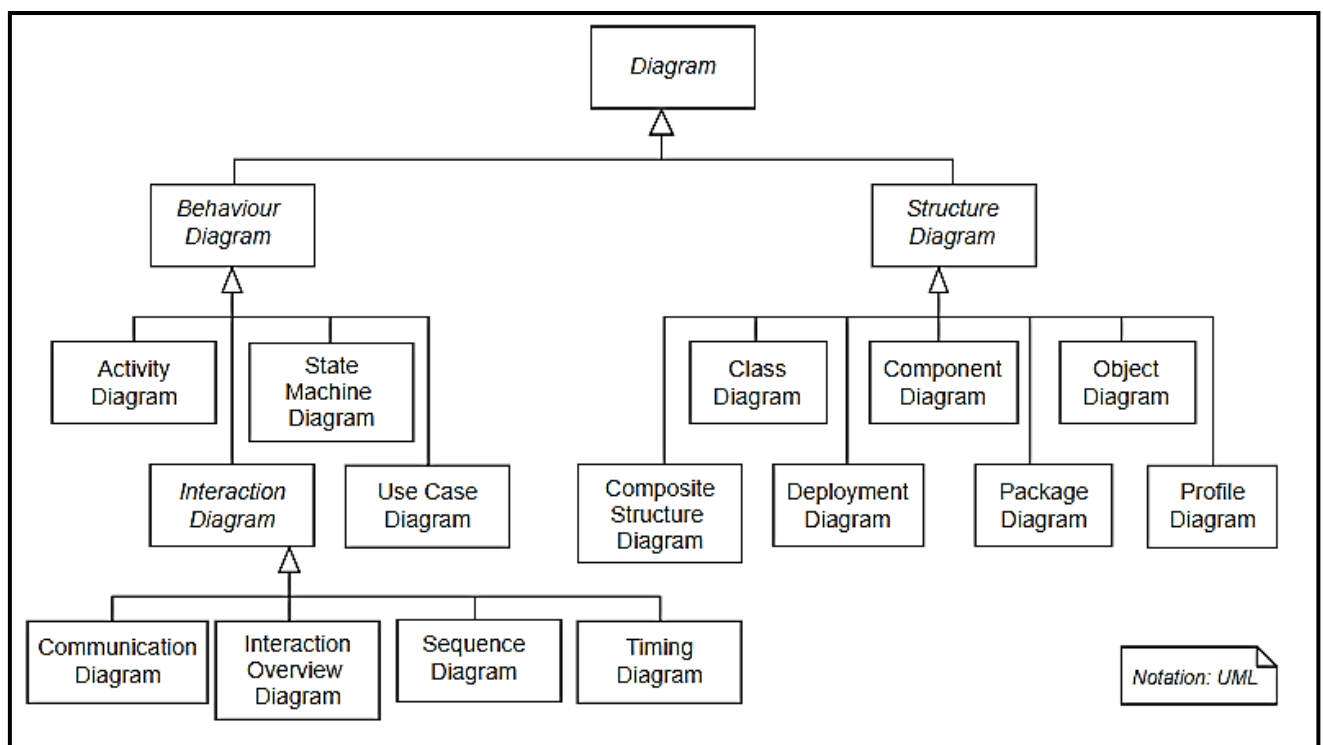 Diagram
Behaviour
Diagram
Structure
Diagram
Activity
Diagram
State
Machine
Diagram
Class
Diagram
Component
Diagram
Object
Diagram
Interaction
Diagram
Use Case
Diagram
Composite
Structure
Diagram
Deployment
Diagram
Package
Diagram
Profile
Diagram
Communication
Diagram
Interaction
Overview
Diagram
Sequence
Diagram
Timing
Diagram
Notation: UML